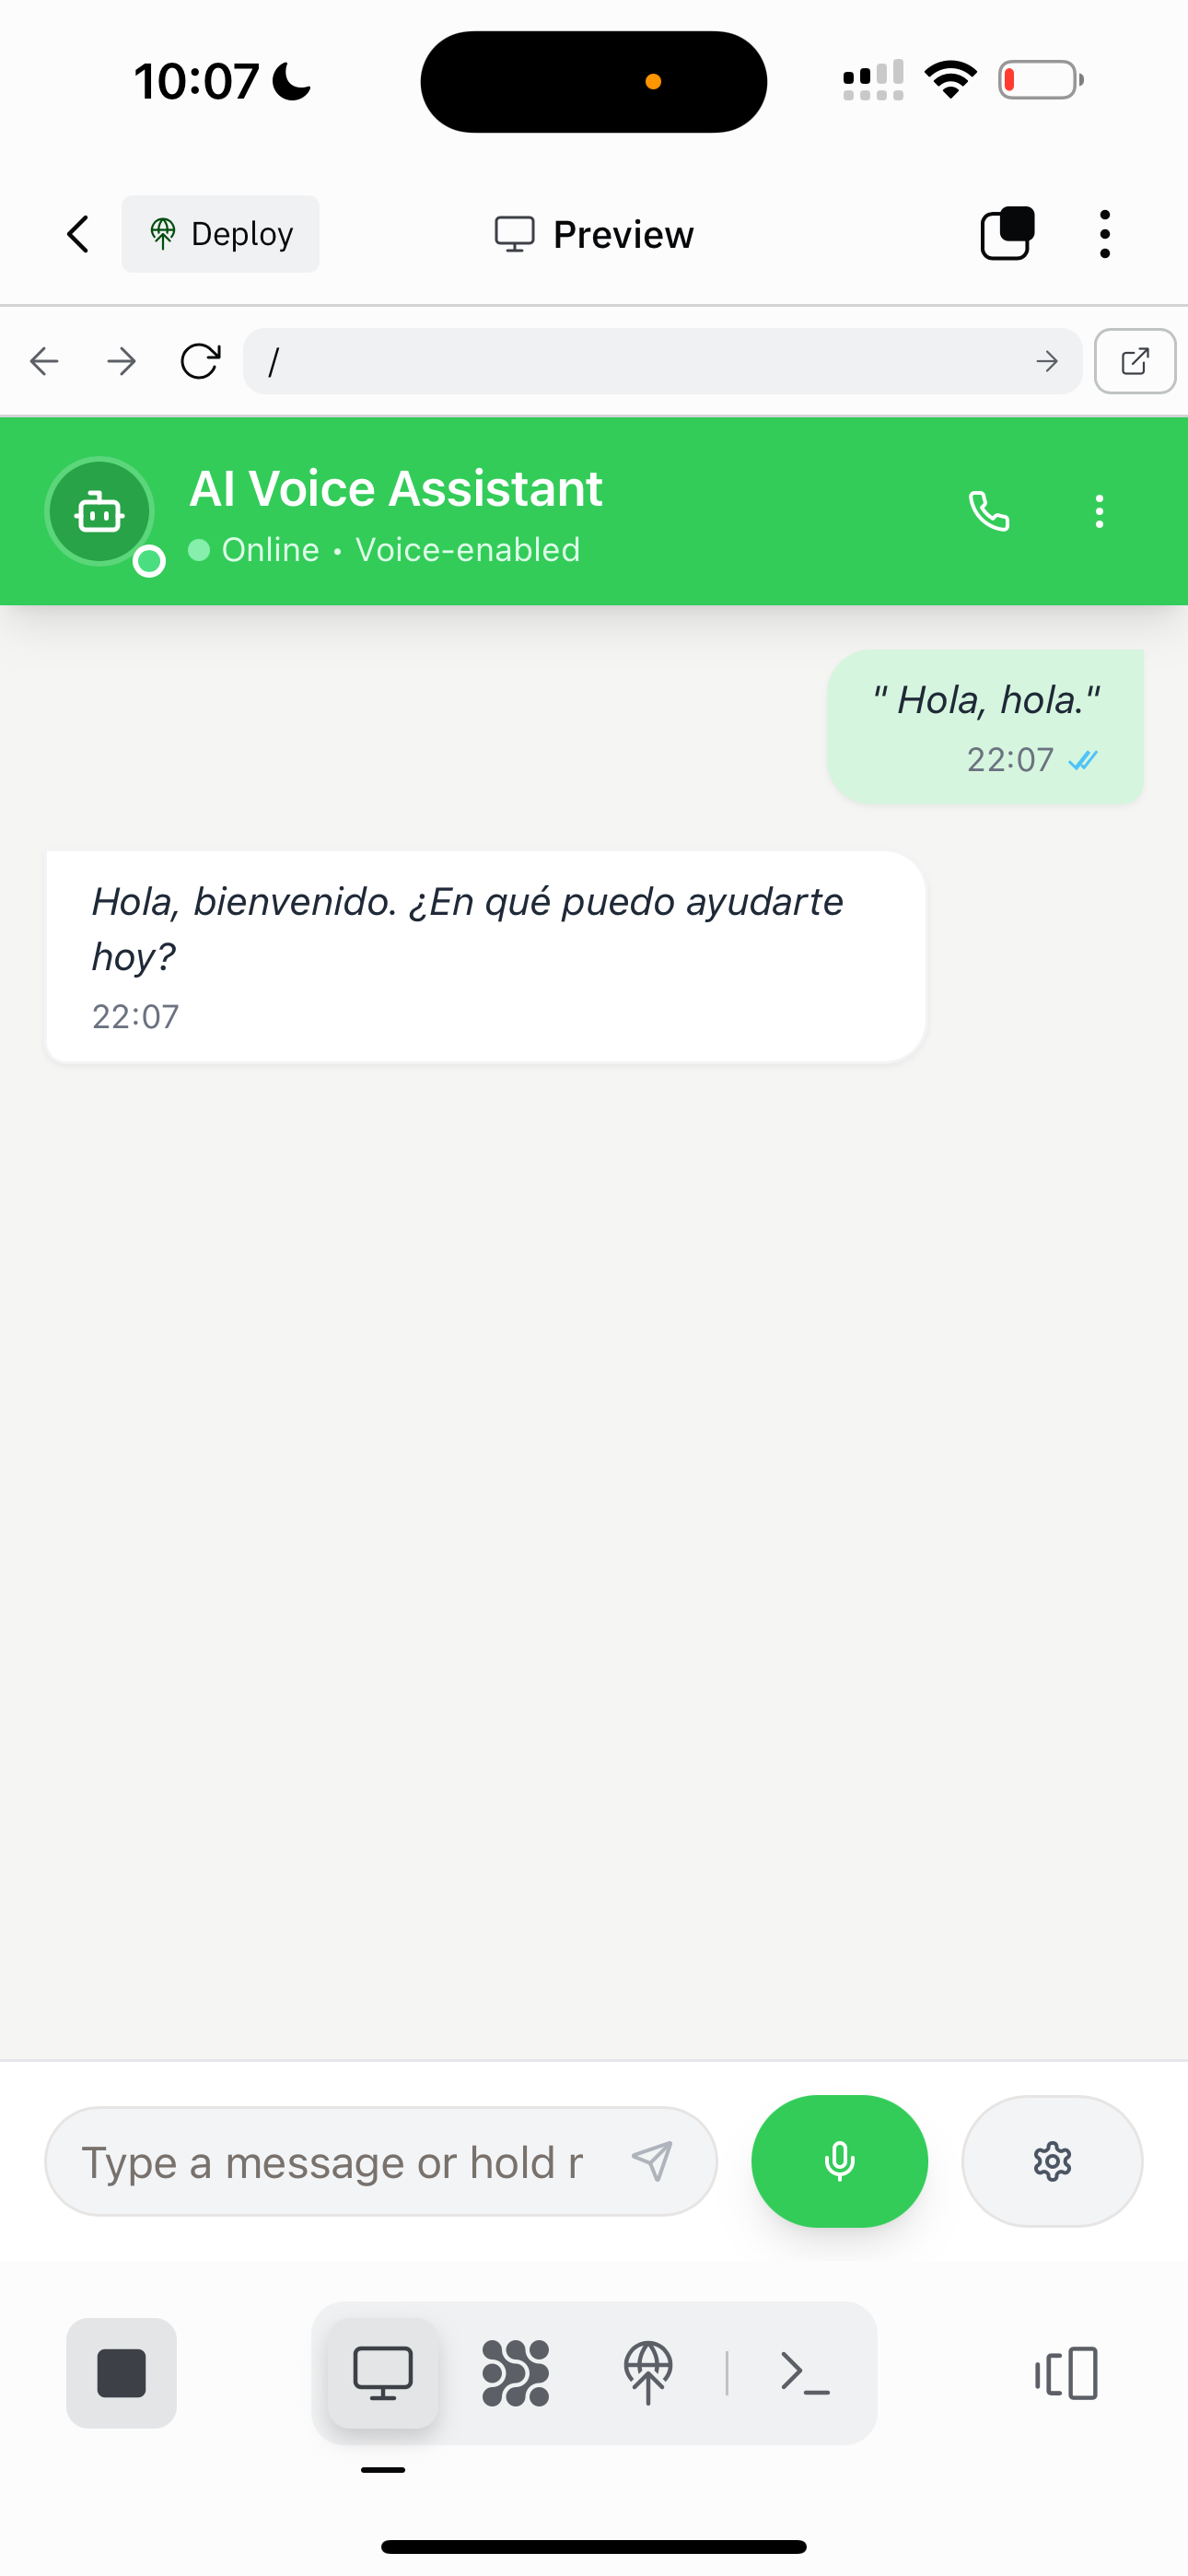 10:07
Deploy
Preview
/
AI Voice Assistant
Online • Voice-enabled
" Hola, hola."
22:07
Hola, bienvenido. ¿En qué puedo ayudarte
hoy?
22:07
Type a message or hold r